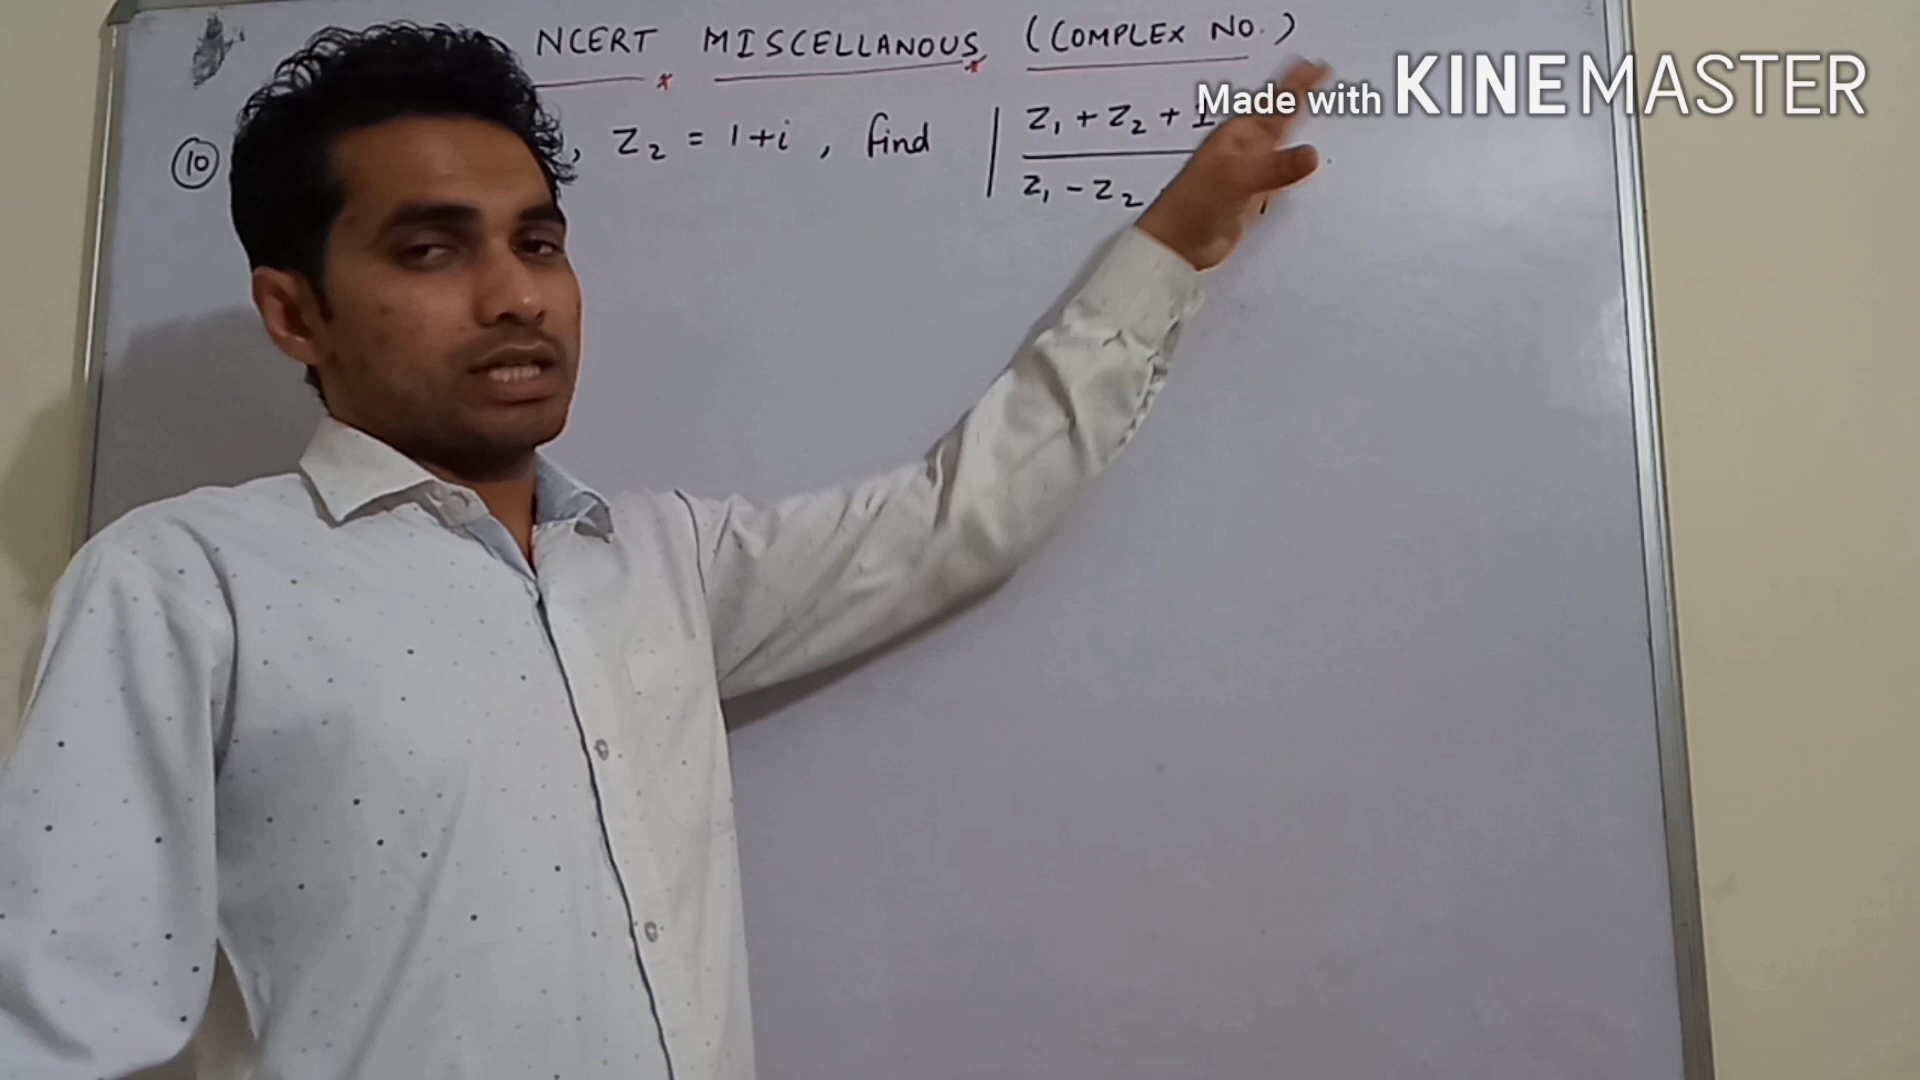 NCERT MISCELLANOUS (COMPLEX NO.)
Made with KINEMASTER
10 , Z₂ = 1+i , find | Z₁ + Z₂ + 1
Z₁ - Z₂